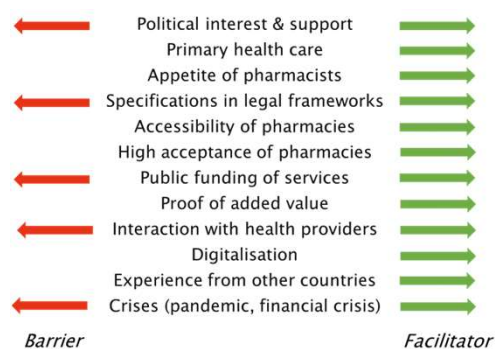 Political interest & support
Primary health care
Appetite of pharmacists
Specifications in legal frameworks
Accessibility of pharmacies
High acceptance of pharmacies
Public funding of services
Proof of added value
Interaction with health providers
Digitalisation
Experience from other countries
Crises (pandemic, financial crisis)
Barrier Facilitator